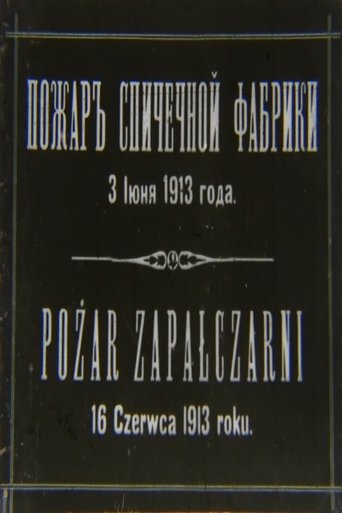 ПОЖАРЪ СПИЧЕЧНОЙ ФАБРИКИ
3 Іюня 1913 года.
POŻAR ZAPAŁCZARNI
16 Czerwca 1913 roku.